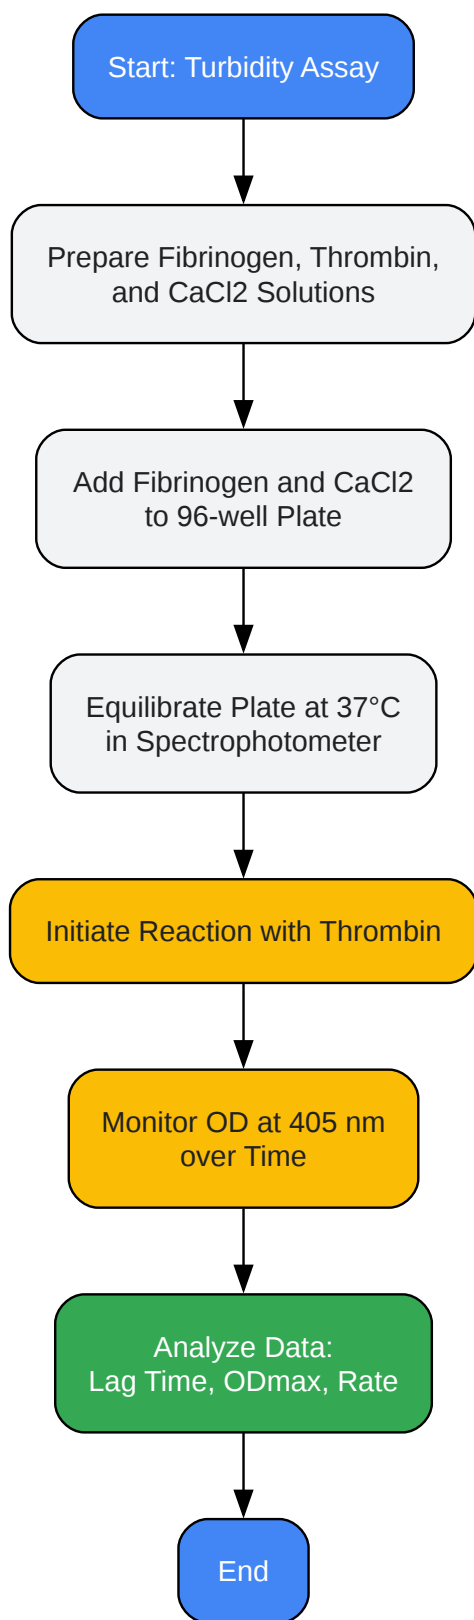 Start: Turbidity Assay
Prepare Fibrinogen, Thrombin,
and CaCl2 Solutions
Add Fibrinogen and CaCl2
to 96-well Plate
Equilibrate Plate at 37°C
in Spectrophotometer
Initiate Reaction with Thrombin
Monitor OD at 405 nm
over Time
Analyze Data:
Lag Time, ODmax, Rate
End